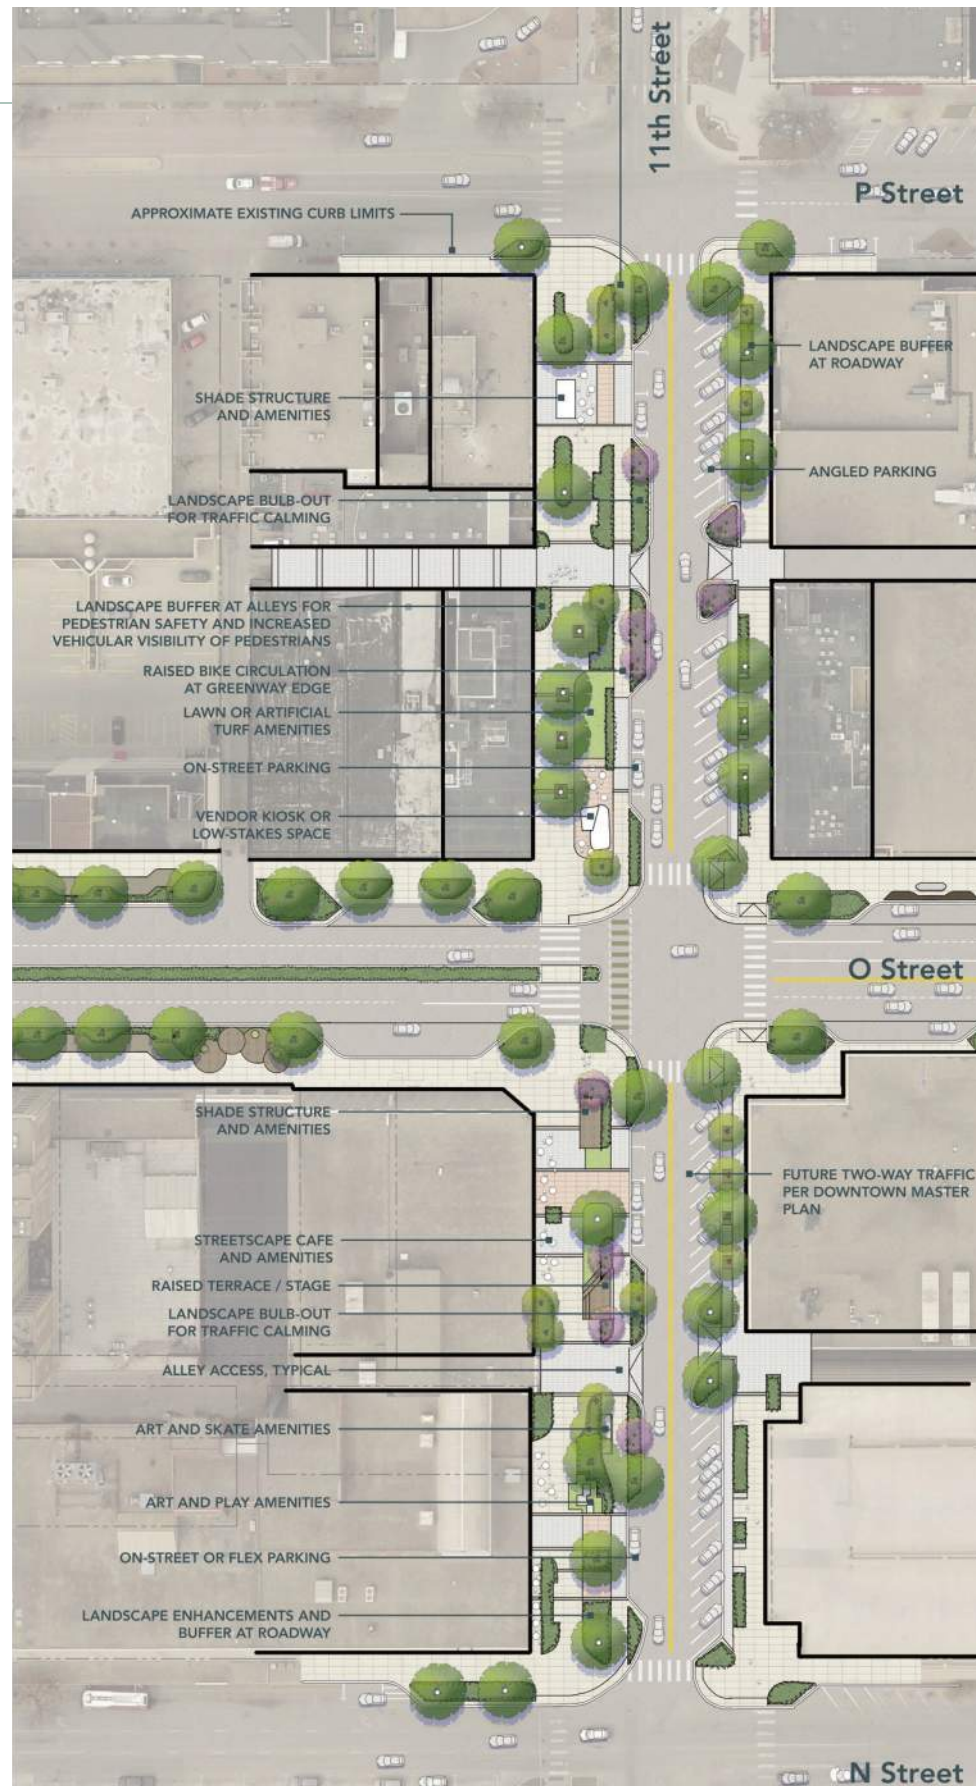 11th Street
P Street
APPROXIMATE EXISTING CURB LIMITS
LANDSCAPE BUFFER
AT ROADWAY
SHADE STRUCTURE
AND AMENITIES
ANGLED PARKING
LANDSCAPE BULB-OUT
FOR TRAFFIC CALMING
LANDSCAPE BUFFER AT ALLEYS FOR
PEDESTRIAN SAFETY AND INCREASED
VEHICULAR VISIBILITY OF PEDESTRIANS
RAISED BIKE CIRCULATION
AT GREENWAY EDGE
LAWN OR ARTIFICIAL
TURF AMENITIES
ON-STREET PARKING
VENDOR KIOSK OR
LOW-STAKES SPACE
O Street
SHADE STRUCTURE
AND AMENITIES
FUTURE TWO-WAY TRAFFIC
PER DOWNTOWN MASTER
PLAN
STREETSCAPE CAFE
AND AMENITIES
RAISED TERRACE / STAGE
LANDSCAPE BULB-OUT
FOR TRAFFIC CALMING
ALLEY ACCESS, TYPICAL
ART AND SKATE AMENITIES
ART AND PLAY AMENITIES
ON-STREET OR FLEX PARKING
LANDSCAPE ENHANCEMENTS AND
BUFFER AT ROADWAY
N Street